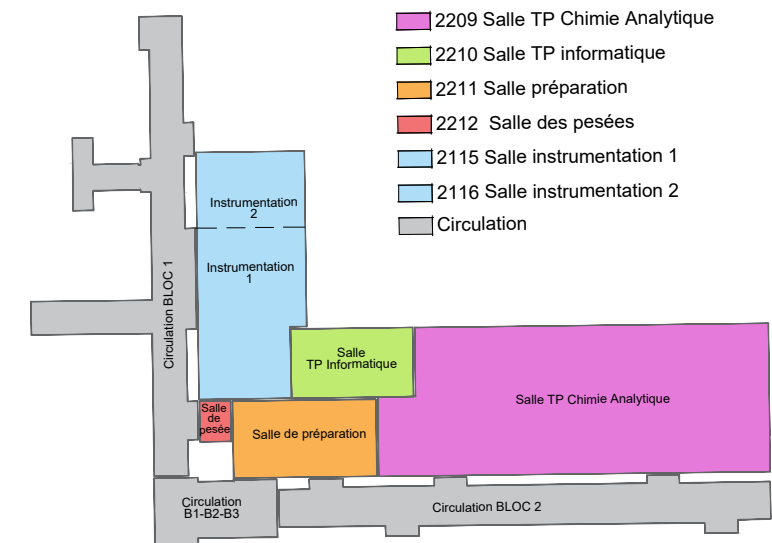 2209 Salle TP Chimie Analytique
2210 Salle TP informatique
2211 Salle préparation
2212 Salle des pesées
2115 Salle instrumentation 1
2116 Salle instrumentation 2
Circulation
Instrumentation
2
Instrumentation
1
Circulation BLOC 1
Salle
TP Informatique
Salle TP Chimie Analytique
Salle
de
pesée
Salle de préparation
Circulation
B1-B2-B3
Circulation BLOC 2